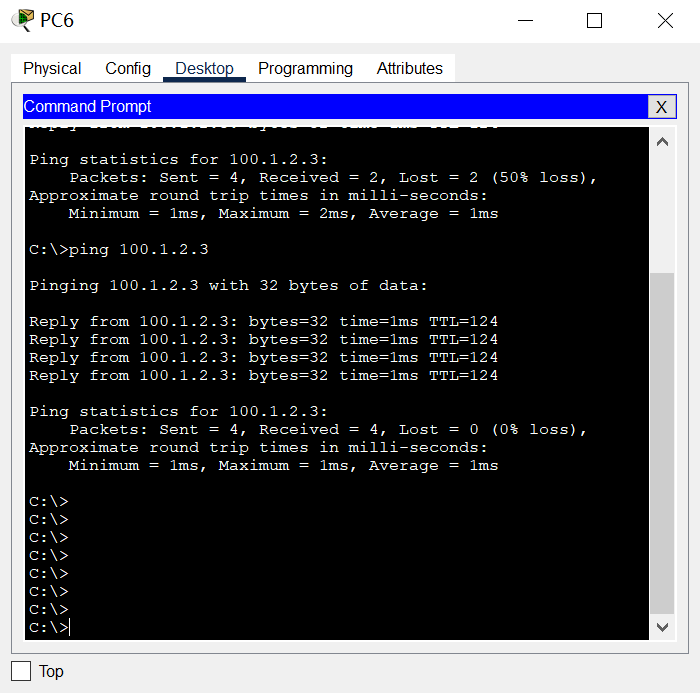 PC6
Physical Config Desktop Programming Attributes
Command Prompt X
Ping statistics for 100.1.2.3:
Packets: Sent = 4, Received = 2, Lost = 2 (50% loss),
Approximate round trip times in milli-seconds:
Minimum = 1ms, Maximum = 2ms, Average = 1ms
C:\>ping 100.1.2.3
Pinging 100.1.2.3 with 32 bytes of data:
Reply from 100.1.2.3: bytes=32 time=1ms TTL=124
Reply from 100.1.2.3: bytes=32 time=1ms TTL=124
Reply from 100.1.2.3: bytes=32 time=1ms TTL=124
Reply from 100.1.2.3: bytes=32 time=1ms TTL=124
Ping statistics for 100.1.2.3:
Packets: Sent = 4, Received = 4, Lost = 0 (0% loss),
Approximate round trip times in milli-seconds:
Minimum = 1ms, Maximum = 1ms, Average = 1ms
C:\>
C:\>
C:\>
C:\>
C:\>
C:\>
C:\>
C:\>
Top